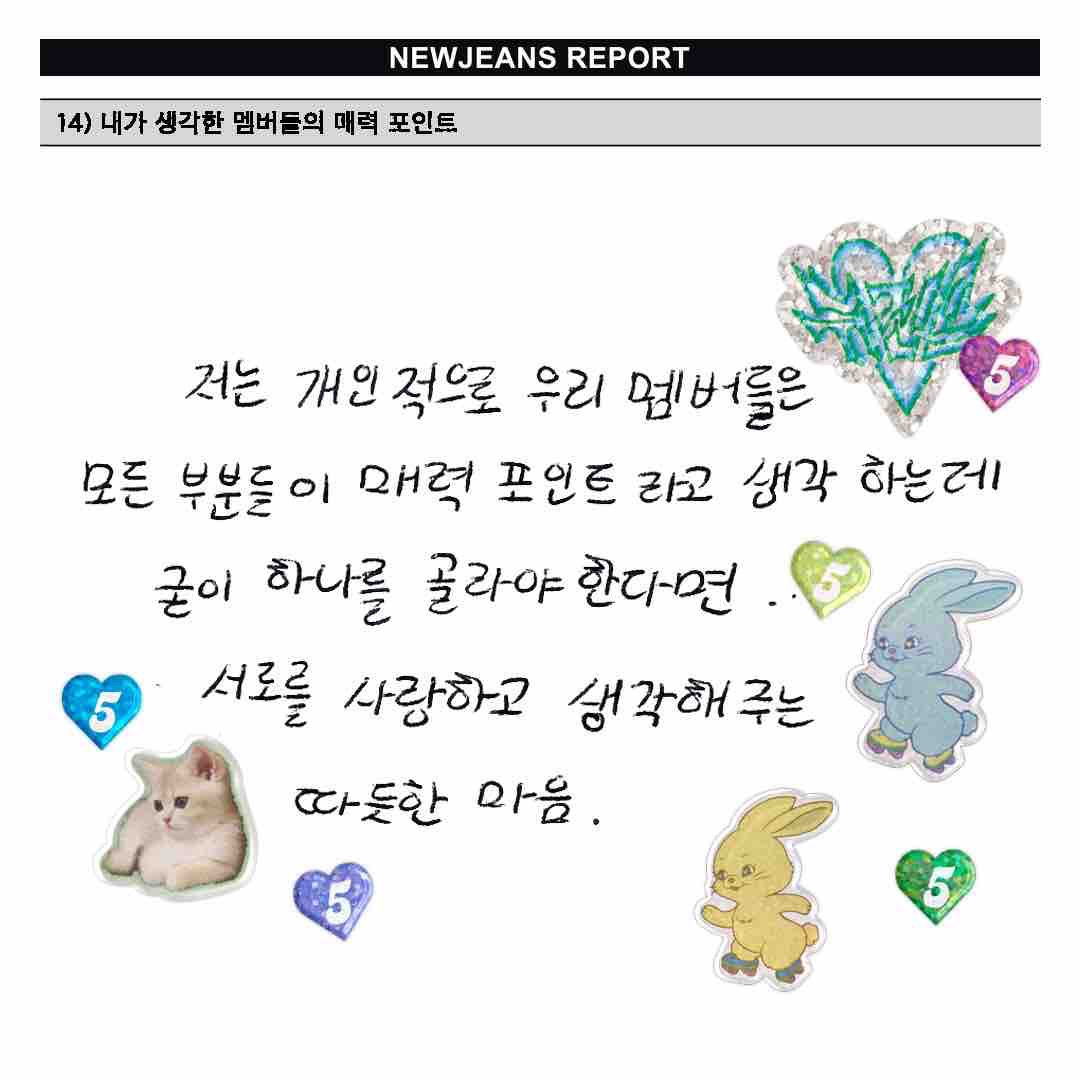 NEWJEANS REPORT
14) 내가 생각한 멤버들의 매력 포인트
저는 개인적으로 우리 멤버들은
모든 부분들이 매력 포인트라고 생각 하는데
굳이 하나를 골라야한다면 ..
서로를 사랑하고 생각해주는
따듯한 마음.
5
5
5
5
5